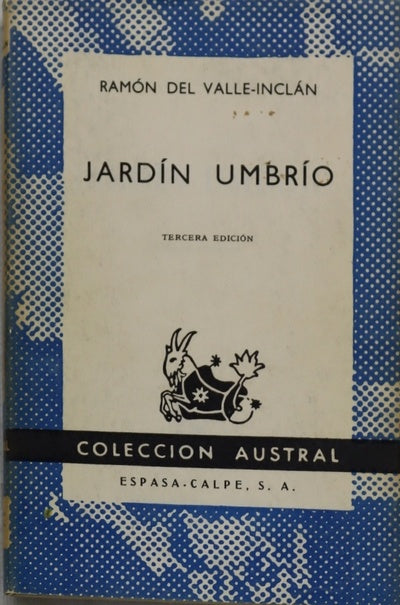 RAMÓN DEL VALLE-INCLÁN
JARDÍN UMBRÍO
TERCERA EDICIÓN
COLECCION AUSTRAL
ESPASA-CALPE, S. A.